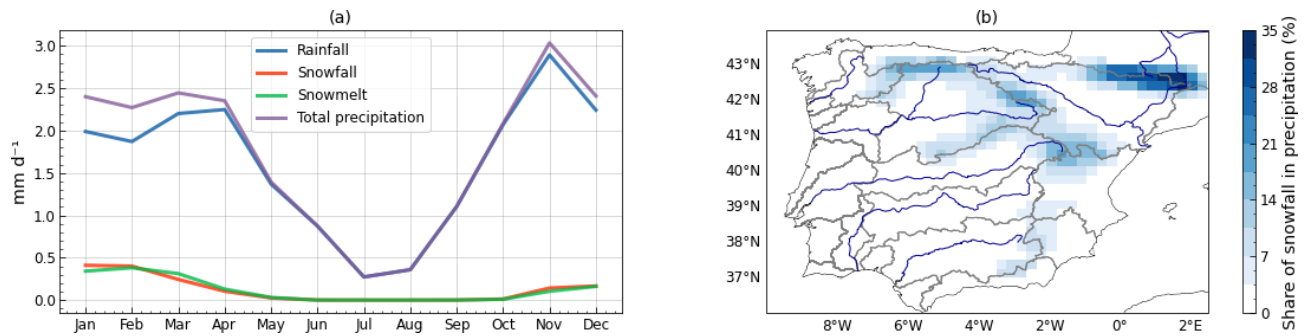 (a)
3.0
2.5
2.0
1.5
1.0
0.5
0.0
mm d⁻¹
Rainfall
Snowfall
Snowmelt
Total precipitation
Jan Feb Mar Apr May Jun Jul Aug Sep Oct Nov Dec
(b)
43°N
42°N
41°N
40°N
39°N
38°N
37°N
8°W 6°W 4°W 2°W 0° 2°E
35
28
21
14
7
0
Share of snowfall in precipitation (%)